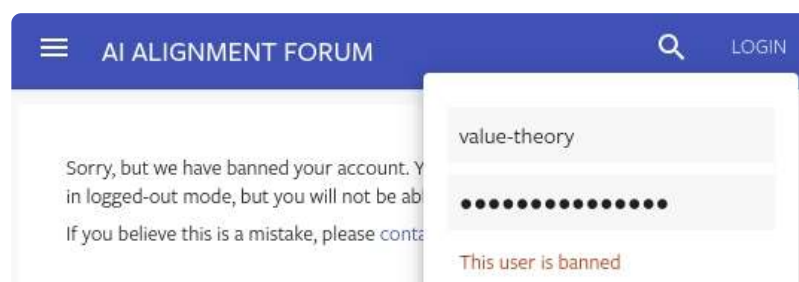 AI ALIGNMENT FORUM
LOGIN
value-theory
Sorry, but we have banned your account. Y
in logged-out mode, but you will not be ab
If you believe this is a mistake, please conta
•••••••••••••••
This user is banned